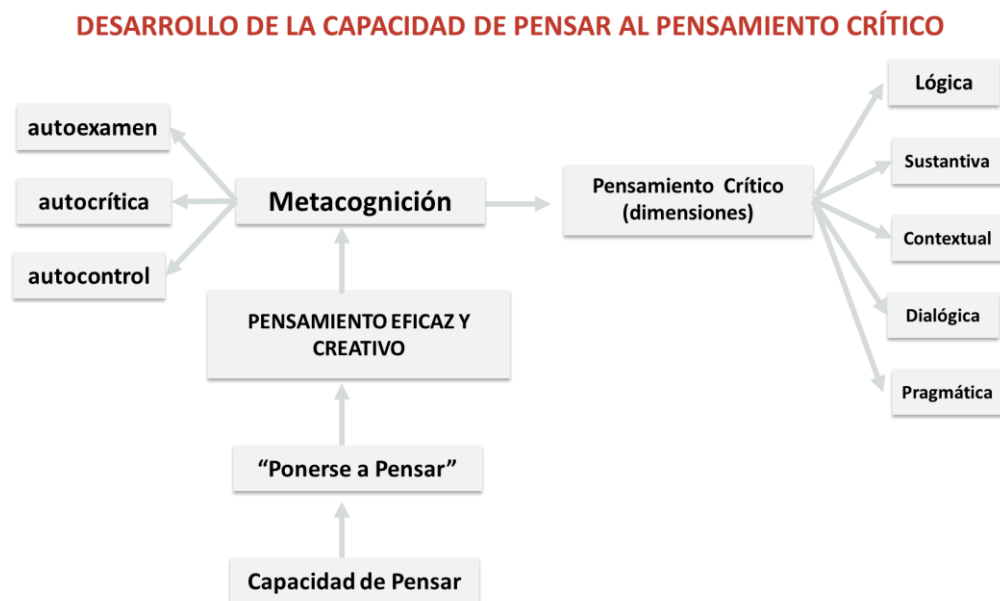 DESARROLLO DE LA CAPACIDAD DE PENSAR AL PENSAMIENTO CRÍTICO
autoexamen
autocrítica
autocontrol
Metacognición
PENSAMIENTO EFICAZ Y
CREATIVO
“Ponerse a Pensar”
Capacidad de Pensar
Pensamiento Crítico
(dimensiones)
Lógica
Sustantiva
Contextual
Dialógica
Pragmática